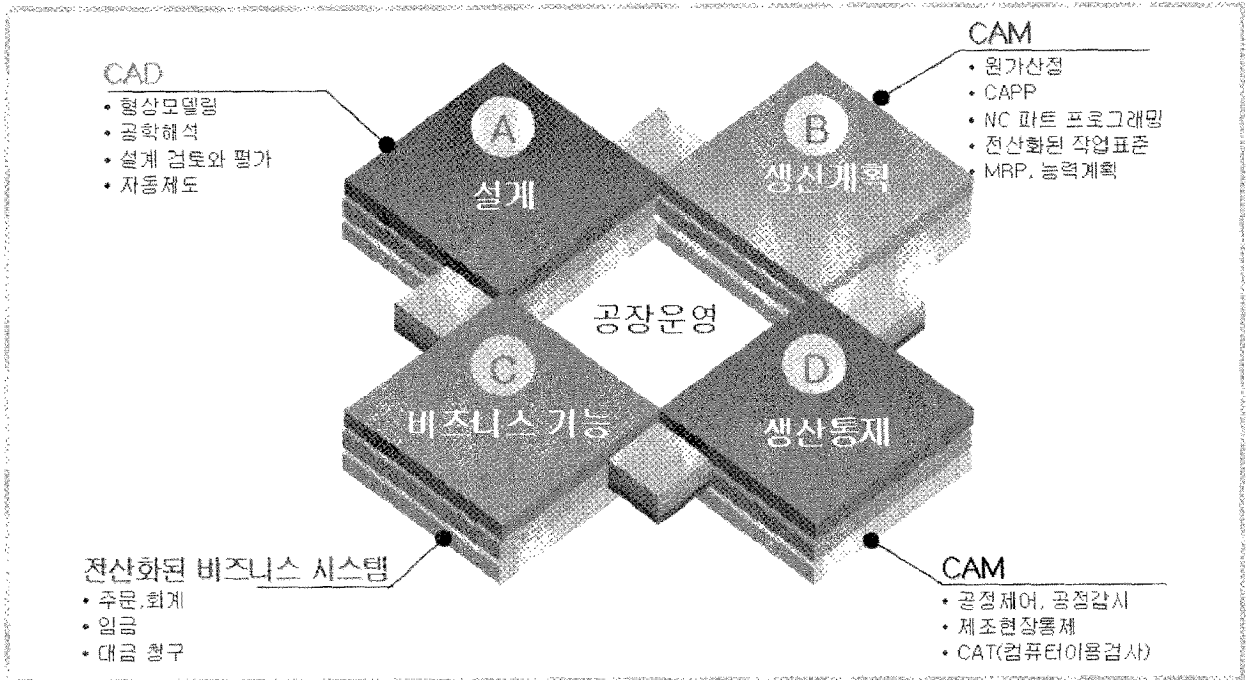 CAD
• 형상모델링
• 공학해석
• 설계 검토와 평가
• 자동제도
A
설계
CAM
• 원가산정
• CAPP
• NC 파트 프로그래밍
• 전산화된 작업표준
• MRP, 능력계획
B
생산계획
공장운영
C
비즈니스 기능
D
생산통제
전산화된 비즈니스 시스템
• 주문,회계
• 임금
• 대금 청구
CAM
• 공정제어, 공정감시
• 제조현장통제
• CAT(컴퓨터이용검사)